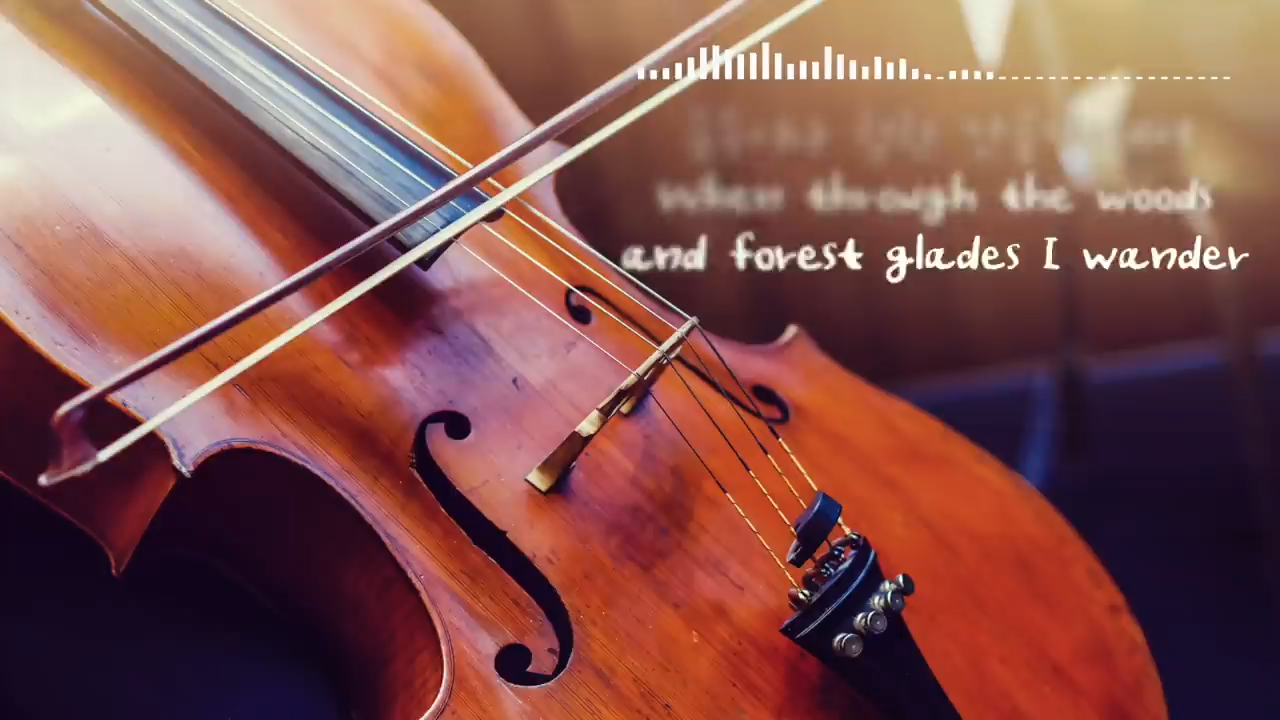 When through the woods
and forest glades I wander